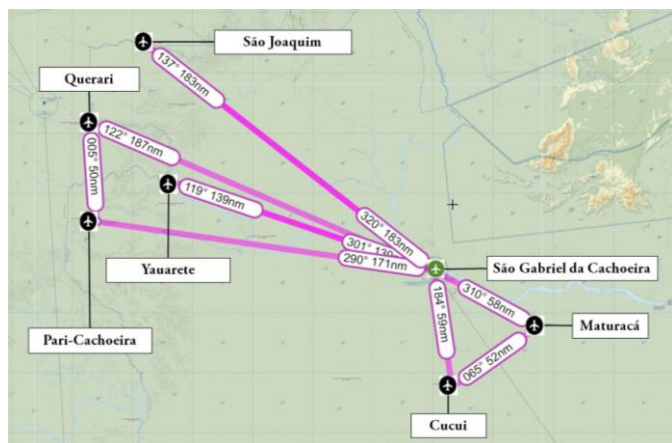 São Joaquim
137° 183nm
Querari
122° 187nm
005° 50nm
119° 139nm
320° 183nm
301° 139
290° 171nm
Yauarete
São Gabriel da Cachoeira
184° 59nm
310° 58nm
Pari-Cachoeira
Maturacá
065° 52nm
Cucui